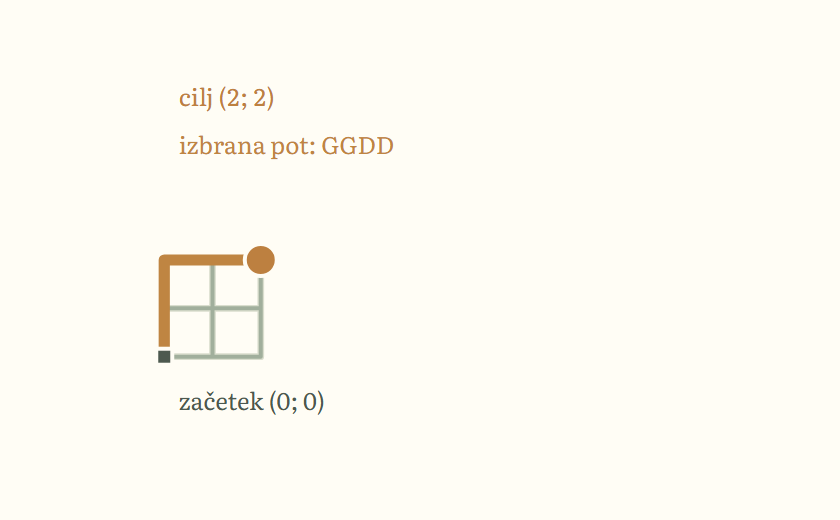 cilj (2; 2)
izbrana pot: GGDD
začetek (0; 0)